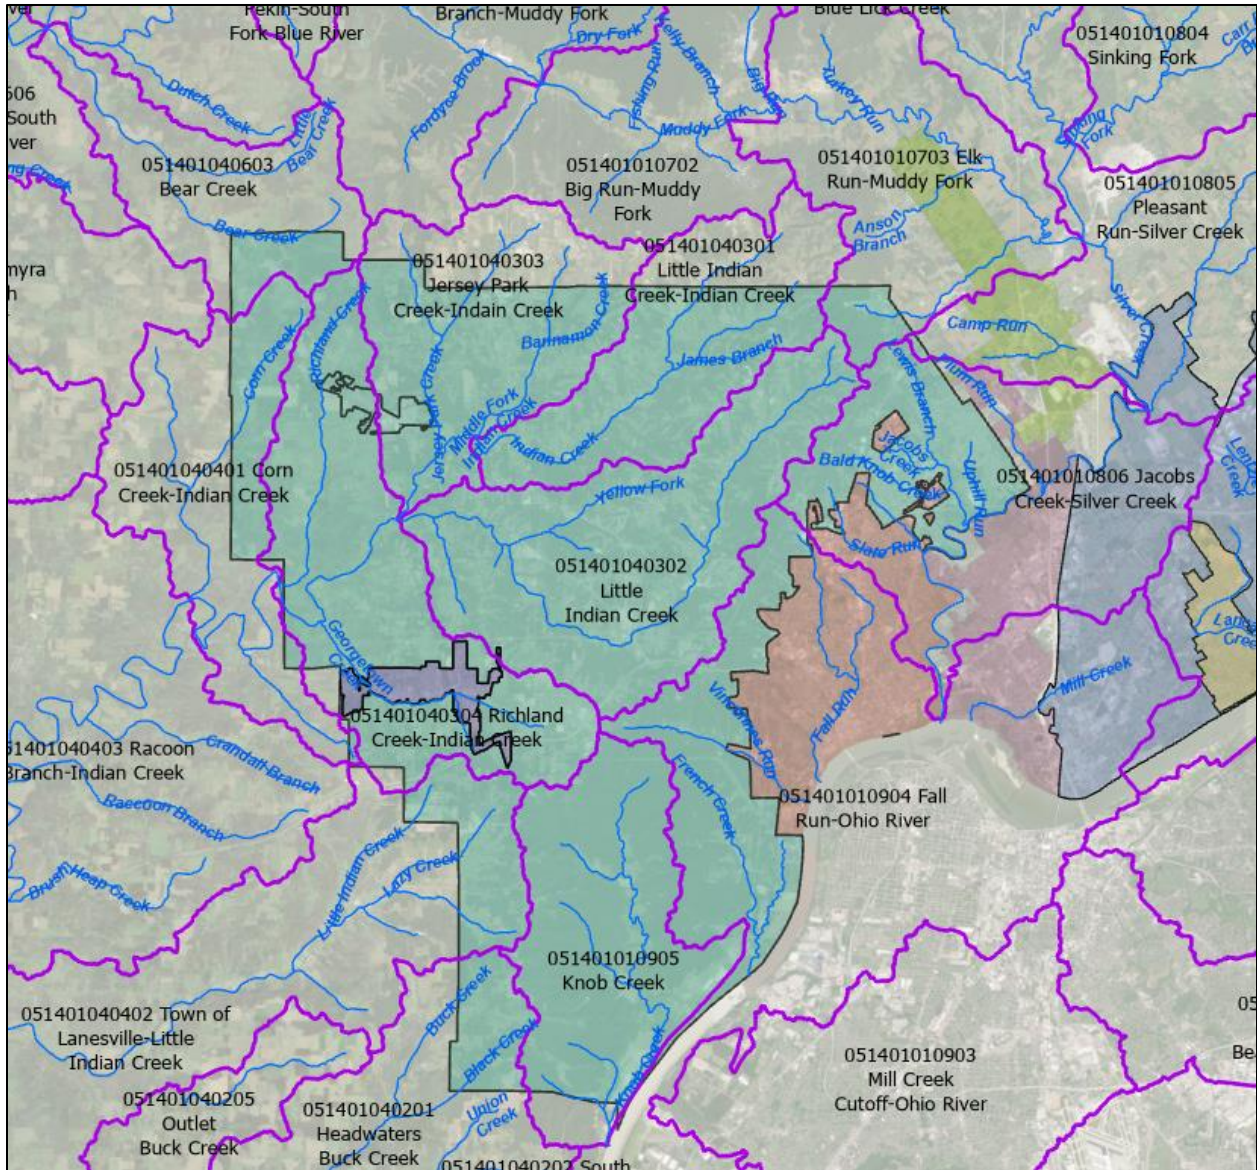 Pekin-South
Fork Blue River
Branch-Muddy Fork
Dry Fork
Blue Lick Creek
051401010804
Sinking Fork
506
South
ver
Dutch Creek
Little
Bear Creek
Fordyce Brook
Fishing Run
Kelly Branch
Big Run
Turkey Run
Muddy Fork
Sinking
Fork
051401040603
Bear Creek
051401010702
Big Run-Muddy
Fork
051401010703 Elk
Run-Muddy Fork
051401010805
Pleasant
Run-Silver Creek
Bear Creek
Anson
Branch
myra
h
051401040303
Jersey Park
Creek-Indain Creek
051401040301
Little Indian
Creek-Indian Creek
Corn Creek
Richland Creek
Jersey Park Creek
Bannamon Creek
James Branch
Camp Run
Silver Creek
Lewis Branch
Plum Run
Middle Fork
Indian Creek
Indian Creek
Jacobs
Creek
Bald Knob Creek
Uphill Run
051401040401 Corn
Creek-Indian Creek
Yellow Fork
051401010806 Jacobs
Creek-Silver Creek
Slate Run
051401040302
Little
Indian Creek
Georgetown
Creek
Mill Creek
Vincennes Run
Fall Run
051401040304 Richland
Creek-Indian Creek
51401040403 Racoon
Branch-Indian Creek
Crandall Branch
Raccoon Branch
French Creek
051401010904 Fall
Run-Ohio River
Brush Heap Creek
Little Indian Creek
Lazy Creek
051401010905
Knob Creek
Buck Creek
Black Creek
Knob Creek
051401040402 Town of
Lanesville-Little
Indian Creek
051401010903
Mill Creek
Cutoff-Ohio River
05
Be
051401040205
Outlet
Buck Creek
051401040201
Headwaters
Buck Creek
Union
Creek
051401040202 South